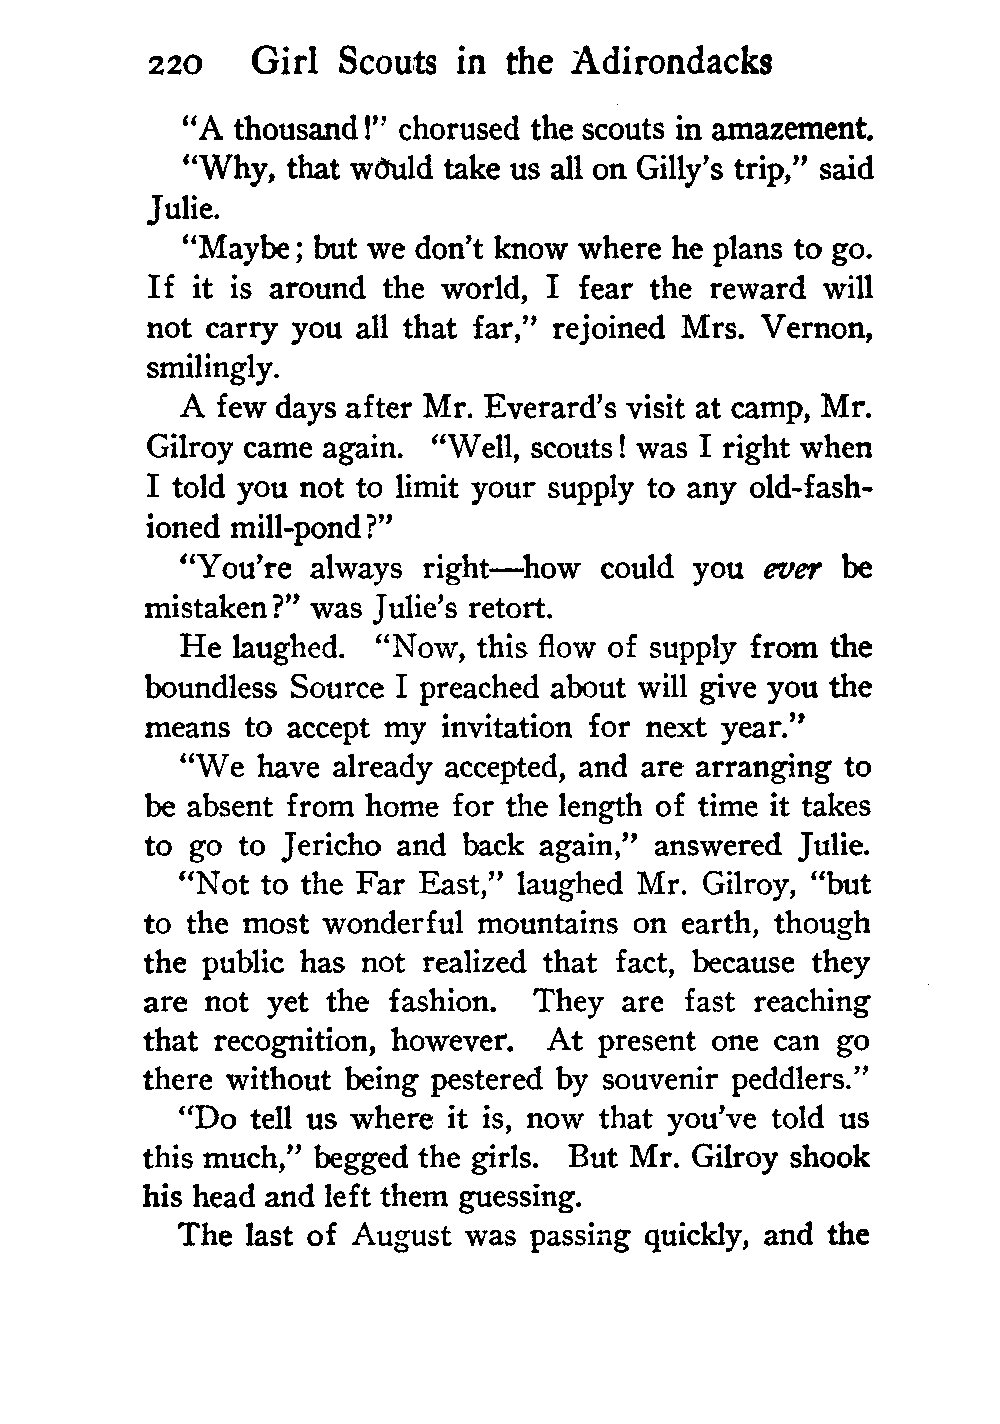 220 Girl Scouts in the Adirondacks
“A thousand!” chorused the scouts in amazement.
“Why, that would take us all on Gilly’s trip,” said
Julie.
“Maybe; but we don’t know where he plans to go.
If it is around the world, I fear the reward will
not carry you all that far,” rejoined Mrs. Vernon,
smilingly.
A few days after Mr. Everard’s visit at camp, Mr.
Gilroy came again. “Well, scouts! was I right when
I told you not to limit your supply to any old-fash-
ioned mill-pond?”
“You’re always right—how could you ever be
mistaken?” was Julie’s retort.
He laughed. “Now, this flow of supply from the
boundless Source I preached about will give you the
means to accept my invitation for next year.”
“We have already accepted, and are arranging to
be absent from home for the length of time it takes
to go to Jericho and back again,” answered Julie.
“Not to the Far East,” laughed Mr. Gilroy, “but
to the most wonderful mountains on earth, though
the public has not realized that fact, because they
are not yet the fashion. They are fast reaching
that recognition, however. At present one can go
there without being pestered by souvenir peddlers.”
“Do tell us where it is, now that you’ve told us
this much,” begged the girls. But Mr. Gilroy shook
his head and left them guessing.
The last of August was passing quickly, and the